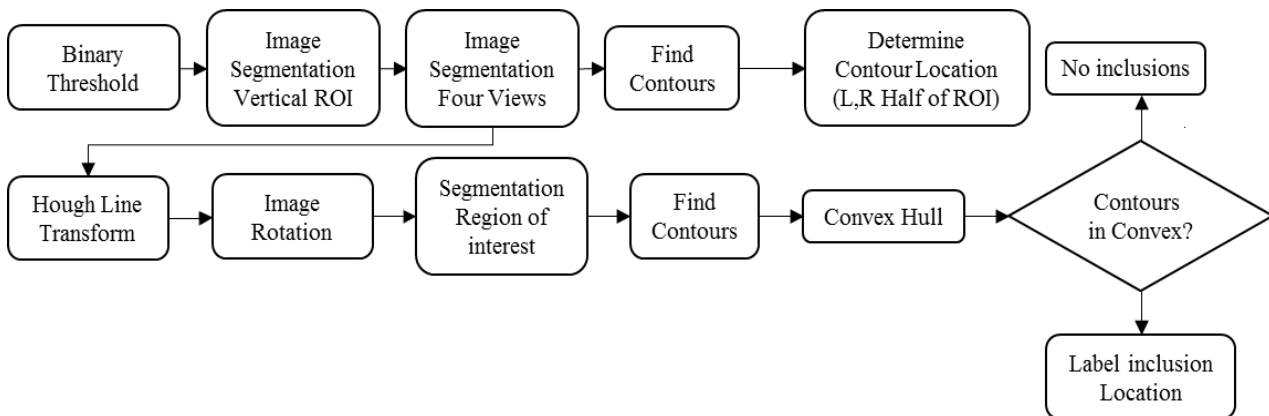 Binary
Threshold
Image
Segmentation
Vertical ROI
Image
Segmentation
Four Views
Find
Contours
Determine
Contour Location
(L,R Half of ROI)
No inclusions
Hough Line
Transform
Image
Rotation
Segmentation
Region of
interest
Find
Contours
Convex Hull
Contours
in Convex?
Label inclusion
Location